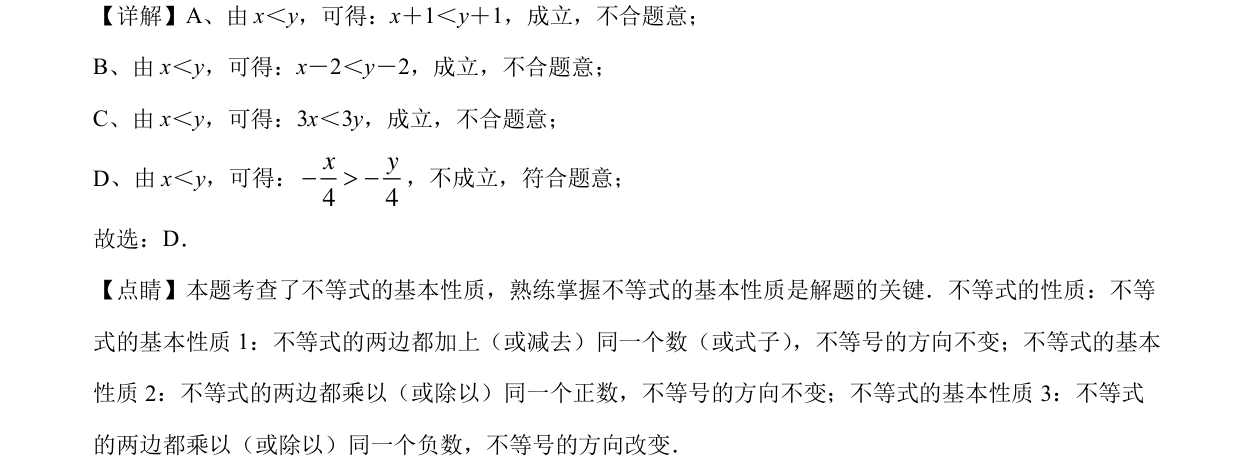 【详解】A、由 x＜y，可得：x＋1＜y＋1，成立，不合题意；
B、由 x＜y，可得：x－2＜y－2，成立，不合题意；
C、由 x＜y，可得：3x＜3y，成立，不合题意；
D、由 x＜y，可得：－x/4＞－y/4，不成立，符合题意；
故选：D．
【点睛】本题考查了不等式的基本性质，熟练掌握不等式的基本性质是解题的关键．不等式的性质：不等
式的基本性质 1：不等式的两边都加上（或减去）同一个数（或式子），不等号的方向不变；不等式的基本
性质 2：不等式的两边都乘以（或除以）同一个正数，不等号的方向不变；不等式的基本性质 3：不等式
的两边都乘以（或除以）同一个负数，不等号的方向改变．